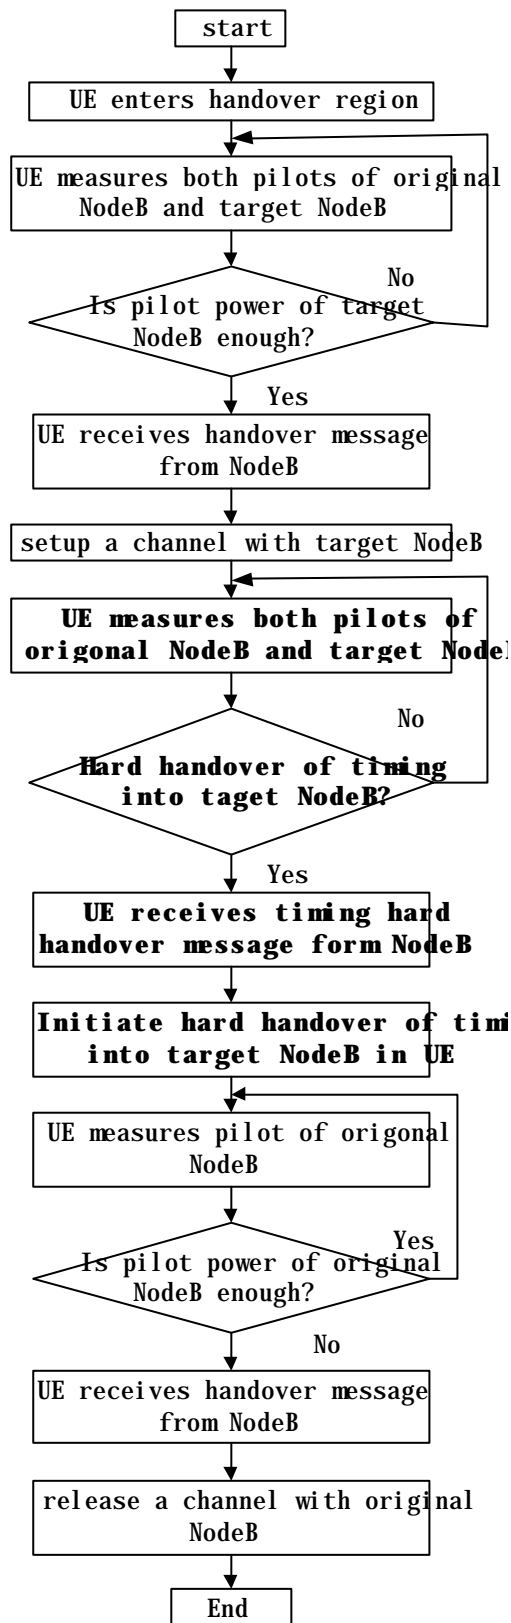 start
UE enters handover region
UE measures both pilots of original
NodeB and target NodeB
No
Is pilot power of target
NodeB enough?
Yes
UE receives handover message
from NodeB
setup a channel with target NodeB
UE measures both pilots of
origonal NodeB and target Node
No
Hard handover of timing
into taget NodeB?
Yes
UE receives timing hard
handover message form NodeB
Initiate hard handover of timi
into target NodeB in UE
UE measures pilot of origonal
NodeB
Yes
Is pilot power of original
NodeB enough?
No
UE receives handover message
from NodeB
release a channel with original
NodeB
End